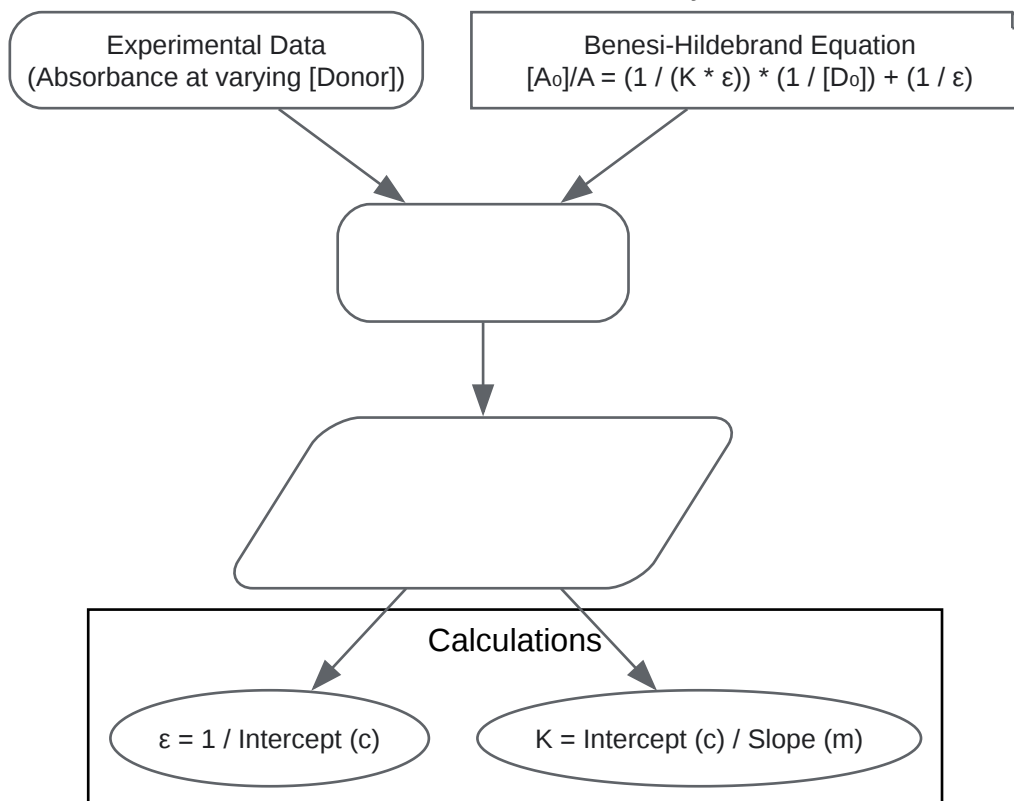 Experimental Data
(Absorbance at varying [Donor])
Benesi-Hildebrand Equation
[A₀]/A = (1 / (K * ε)) * (1 / [D₀]) + (1 / ε)
Calculations
ε = 1 / Intercept (c)
K = Intercept (c) / Slope (m)